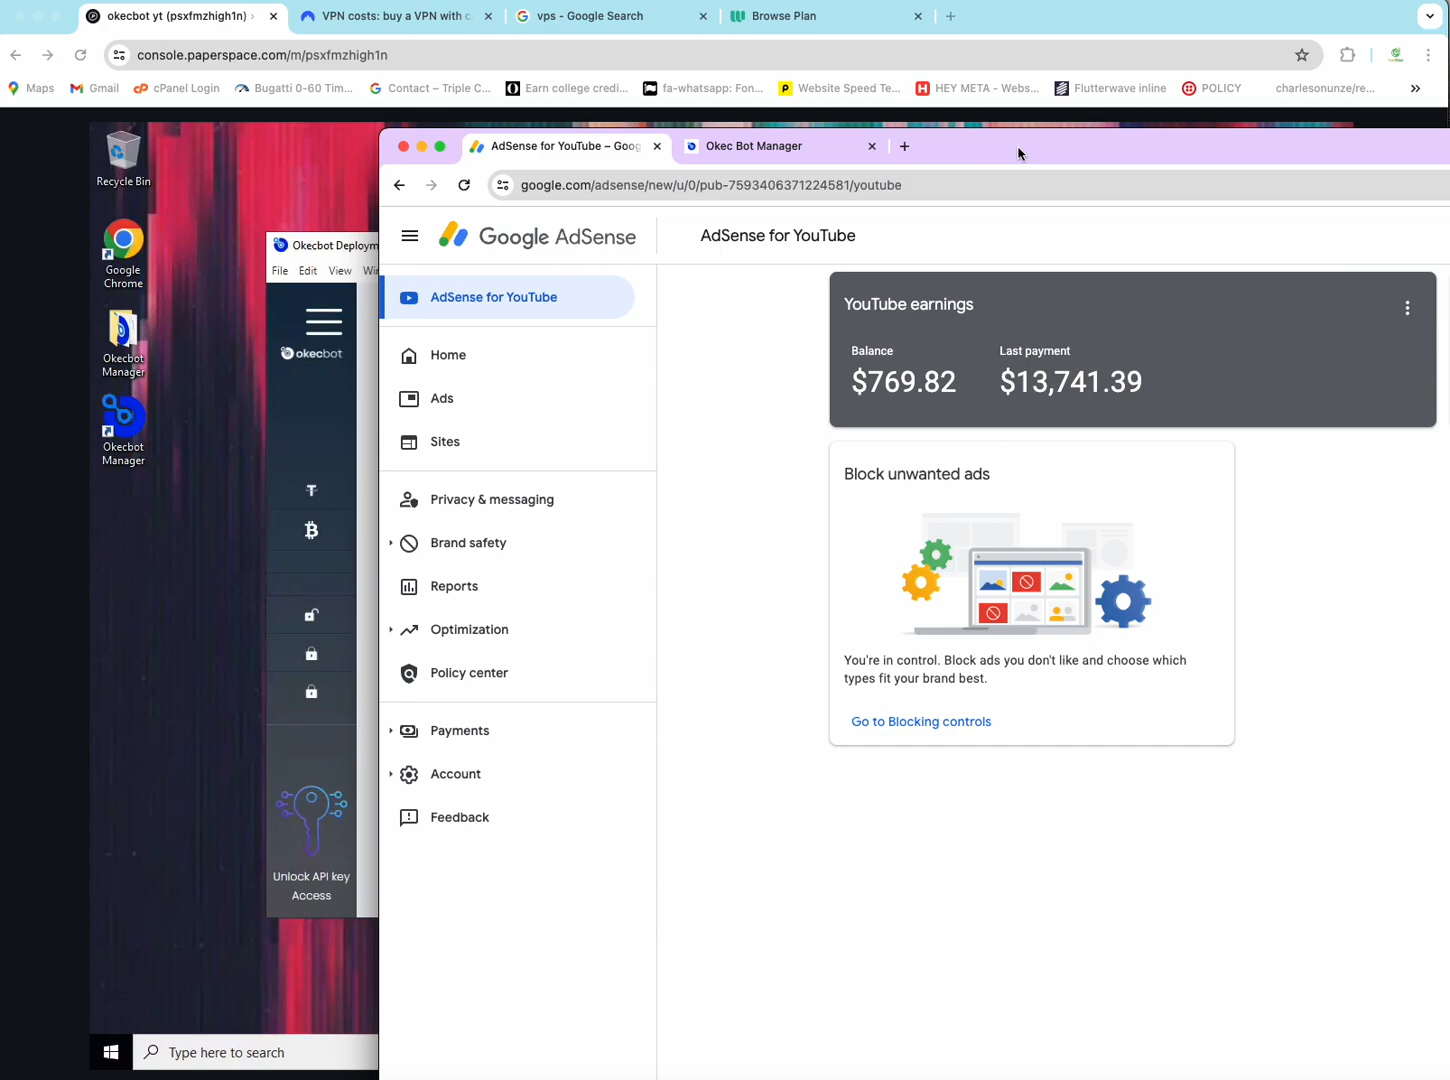 okecbot yt (psxfmzhigh1n)
VPN costs: buy a VPN with c
vps - Google Search
Browse Plan
console.paperspace.com/m/psxfmzhigh1n
Maps
Gmail
cPanel Login
Bugatti 0-60 Tim...
Contact – Triple C...
Earn college credi...
fa-whatsapp: Fon...
Website Speed Te...
HEY META - Webs...
Flutterwave inline
POLICY
charlesonunze/re...
Recycle Bin
Google
Chrome
Okecbot
Manager
Okecbot
Manager
Okecbot Deploym
File Edit View Wi
okecbot
Unlock API key
Access
Type here to search
AdSense for YouTube – Goog
Okec Bot Manager
google.com/adsense/new/u/0/pub-7593406371224581/youtube
Google AdSense
AdSense for YouTube
AdSense for YouTube
Home
Ads
Sites
Privacy & messaging
Brand safety
Reports
Optimization
Policy center
Payments
Account
Feedback
YouTube earnings
Balance
Last payment
$769.82
$13,741.39
Block unwanted ads
You're in control. Block ads you don't like and choose which
types fit your brand best.
Go to Blocking controls